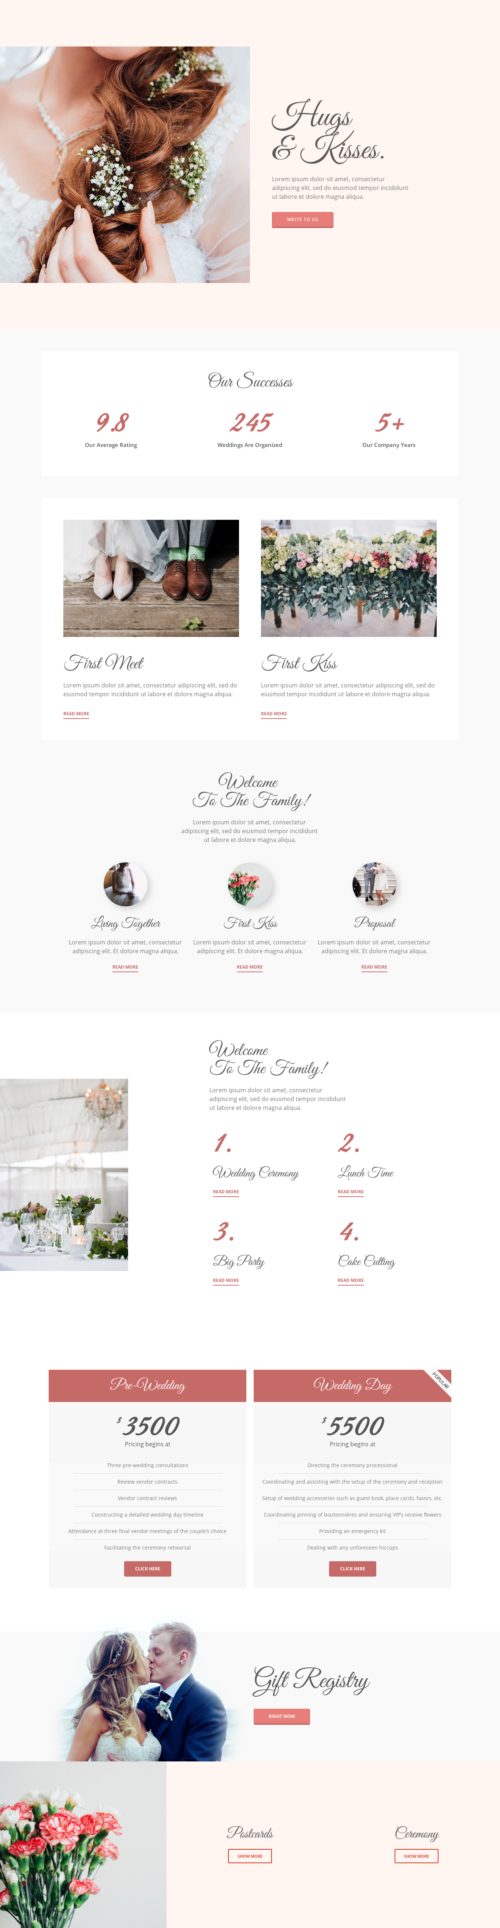 Hugs
& Kisses.
Lorem ipsum dolor sit amet, consectetur
adipiscing elit, sed do eiusmod tempor incididunt
ut labore et dolore magna aliqua.
WRITE TO US
Our Successes
9.8
Our Average Rating
245
Weddings Are Organized
5+
Our Company Years
First Meet
Lorem ipsum dolor sit amet, consectetur adipiscing elit, sed do
eiusmod tempor incididunt ut labore et dolore magna aliqua.
READ MORE
First Kiss
Lorem ipsum dolor sit amet, consectetur adipiscing elit, sed do
eiusmod tempor incididunt ut labore et dolore magna aliqua.
READ MORE
Welcome
To The Family!
Lorem ipsum dolor sit amet, consectetur
adipiscing elit, sed do eiusmod tempor incididunt
ut labore et dolore magna aliqua.
Living Together
Lorem ipsum dolor sit amet, consectetur
adipiscing elit. Et dolore magna aliqua.
READ MORE
First Kiss
Lorem ipsum dolor sit amet, consectetur
adipiscing elit. Et dolore magna aliqua.
READ MORE
Proposal
Lorem ipsum dolor sit amet, consectetur
adipiscing elit. Et dolore magna aliqua.
READ MORE
Welcome
To The Family!
Lorem ipsum dolor sit amet, consectetur
adipiscing elit, sed do eiusmod tempor incididunt
ut labore et dolore magna aliqua.
1.
Wedding Ceremony
READ MORE
2.
Lunch Time
READ MORE
3.
Big Party
READ MORE
4.
Cake Cutting
READ MORE
Pre-Wedding
$3500
Pricing begins at
Three pre-wedding consultations
Review vendor contracts
Vendor contract reviews
Constructing a detailed wedding day timeline
Attendance at three final vendor meetings of the couple's choice
Facilitating the ceremony rehearsal
CLICK HERE
Wedding Day
POPULAR
$5500
Pricing begins at
Directing the ceremony processional
Coordinating and assisting with the setup of the ceremony and reception
Setup of wedding accessories such as guest book, place cards, favors, etc.
Coordinating pinning of boutonnieres and ensuring VIP's receive flowers
Providing an emergency kit
Dealing with any unforeseen hiccups
CLICK HERE
Gift Registry
RIGHT NOW
Postcards
SHOW MORE
Ceremony
SHOW MORE